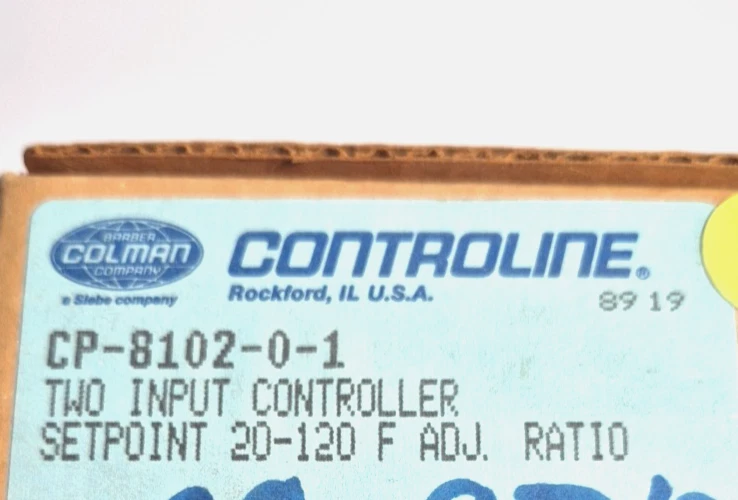 BARBER
COLMAN
COMPANY
a Siebe company
CONTROLINE®
Rockford, IL U.S.A.
89 19
CP-8102-0-1
TWO INPUT CONTROLLER
SETPOINT 20-120 F ADJ. RATIO